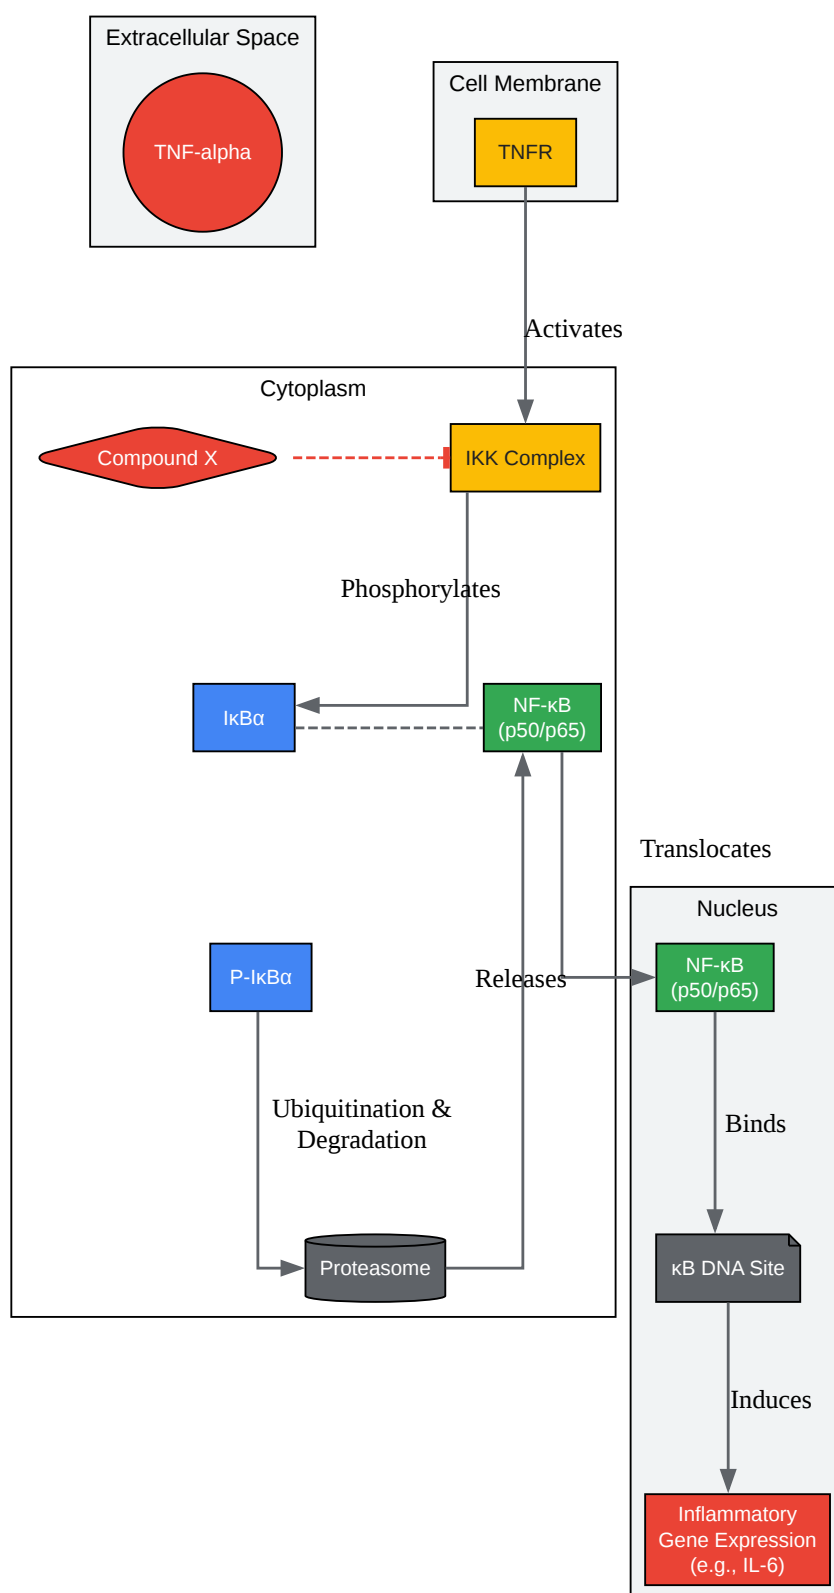 Extracellular Space
TNF-alpha
Cell Membrane
TNFR
Activates
Cytoplasm
Compound X
IKK Complex
Phosphorylates
IκBα
NF-κB
(p50/p65)
Translocates
Nucleus
P-IκBα
Releases
NF-κB
(p50/p65)
Ubiquitination &
Degradation
Binds
Proteasome
κB DNA Site
Induces
Inflammatory
Gene Expression
(e.g., IL-6)